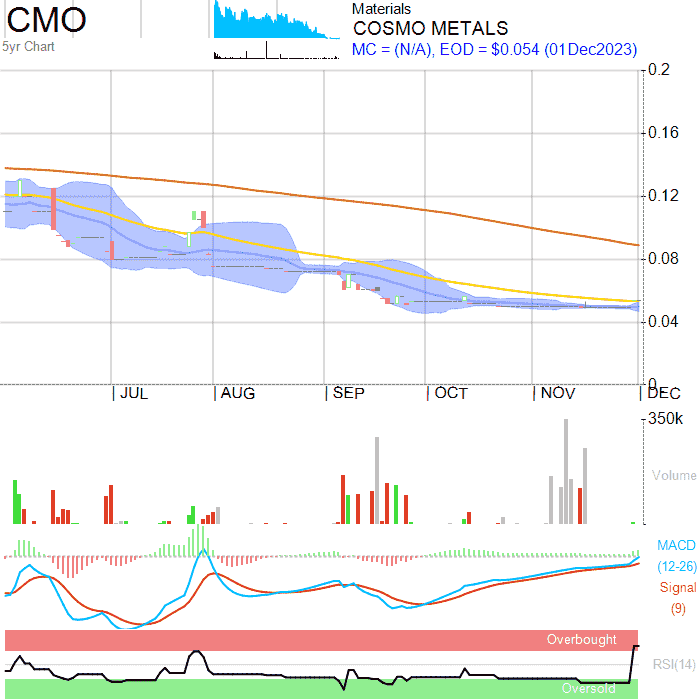 CMO
5yr Chart
Materials
COSMO METALS
MC = (N/A), EOD = $0.054 (01Dec2023)
0.2
0.16
0.12
0.08
0.04
0
JUL AUG SEP OCT NOV DEC
350k
Volume
MACD
(12-26)
Signal
(9)
Overbought
RSI(14)
Oversold